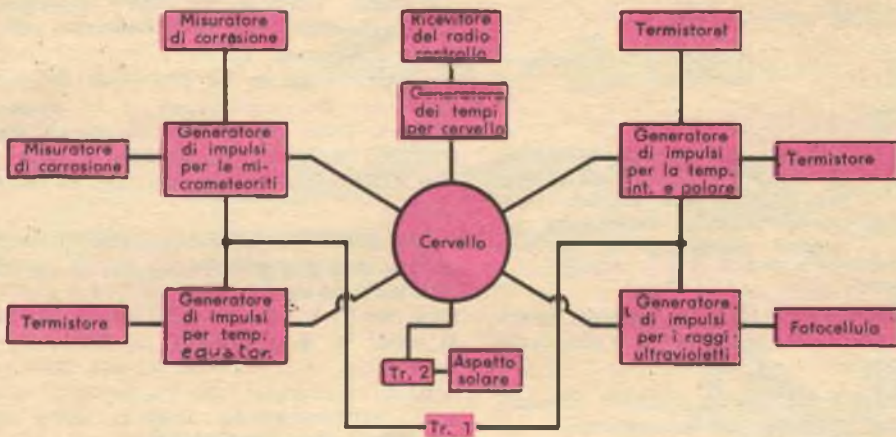 Misuratore
di corrosione
Ricevitore
del radio
controllo
Termistoret
Generatore
dei tempi
per cervello
Misuratore
di corrosione
Generatore
di impulsi
per le mi-
crometeoriti
Generatore
di impulsi
per la temp.
int. e polare
Termistore
Cervello
Termistore
Generatore
di impulsi
per temp.
equator.
Generatore
di impulsi
per i raggi
ultravioletti
Fotocellula
Tr. 2
Aspetto
solare
Tr. 1